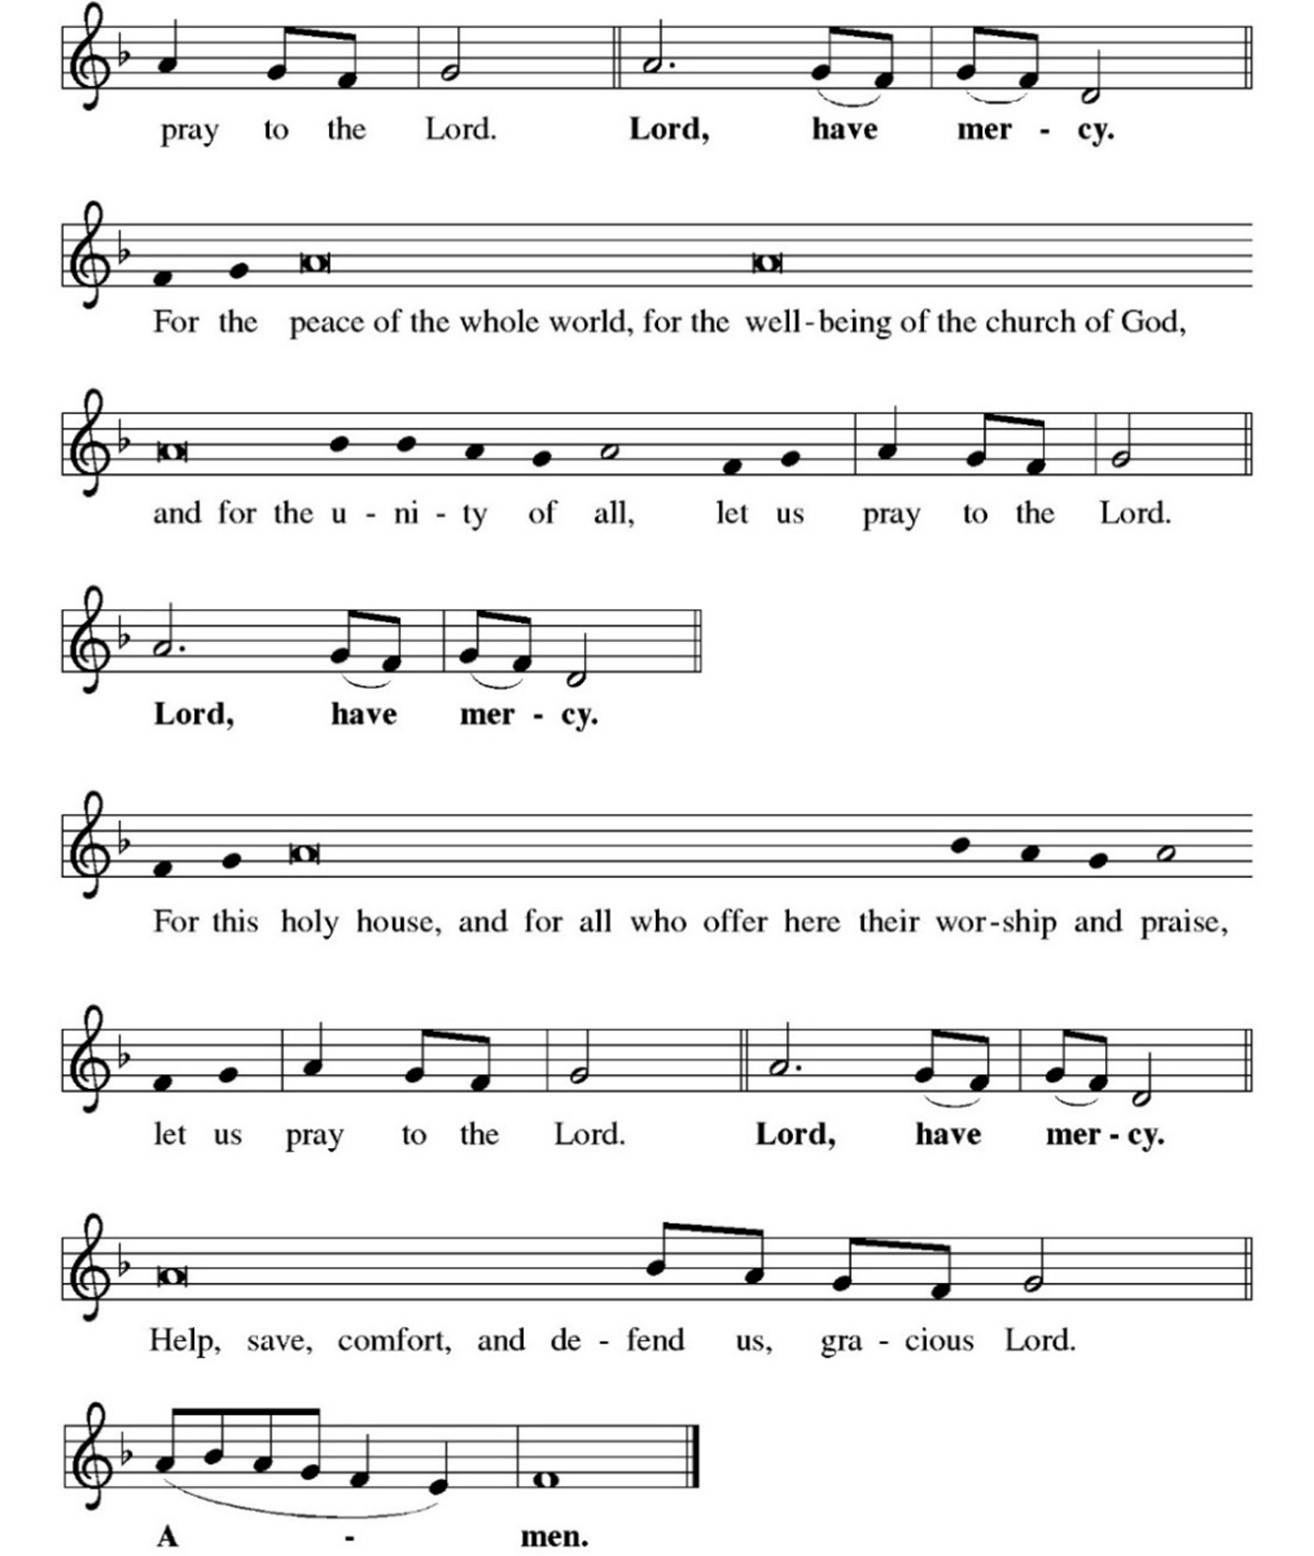 pray to the Lord. Lord, have mer - cy.
For the peace of the whole world, for the well-being of the church of God,
and for the u - ni - ty of all, let us pray to the Lord.
Lord, have mer - cy.
For this holy house, and for all who offer here their wor-ship and praise,
let us pray to the Lord. Lord, have mer - cy.
Help, save, comfort, and de - fend us, gra - cious Lord.
A - men.